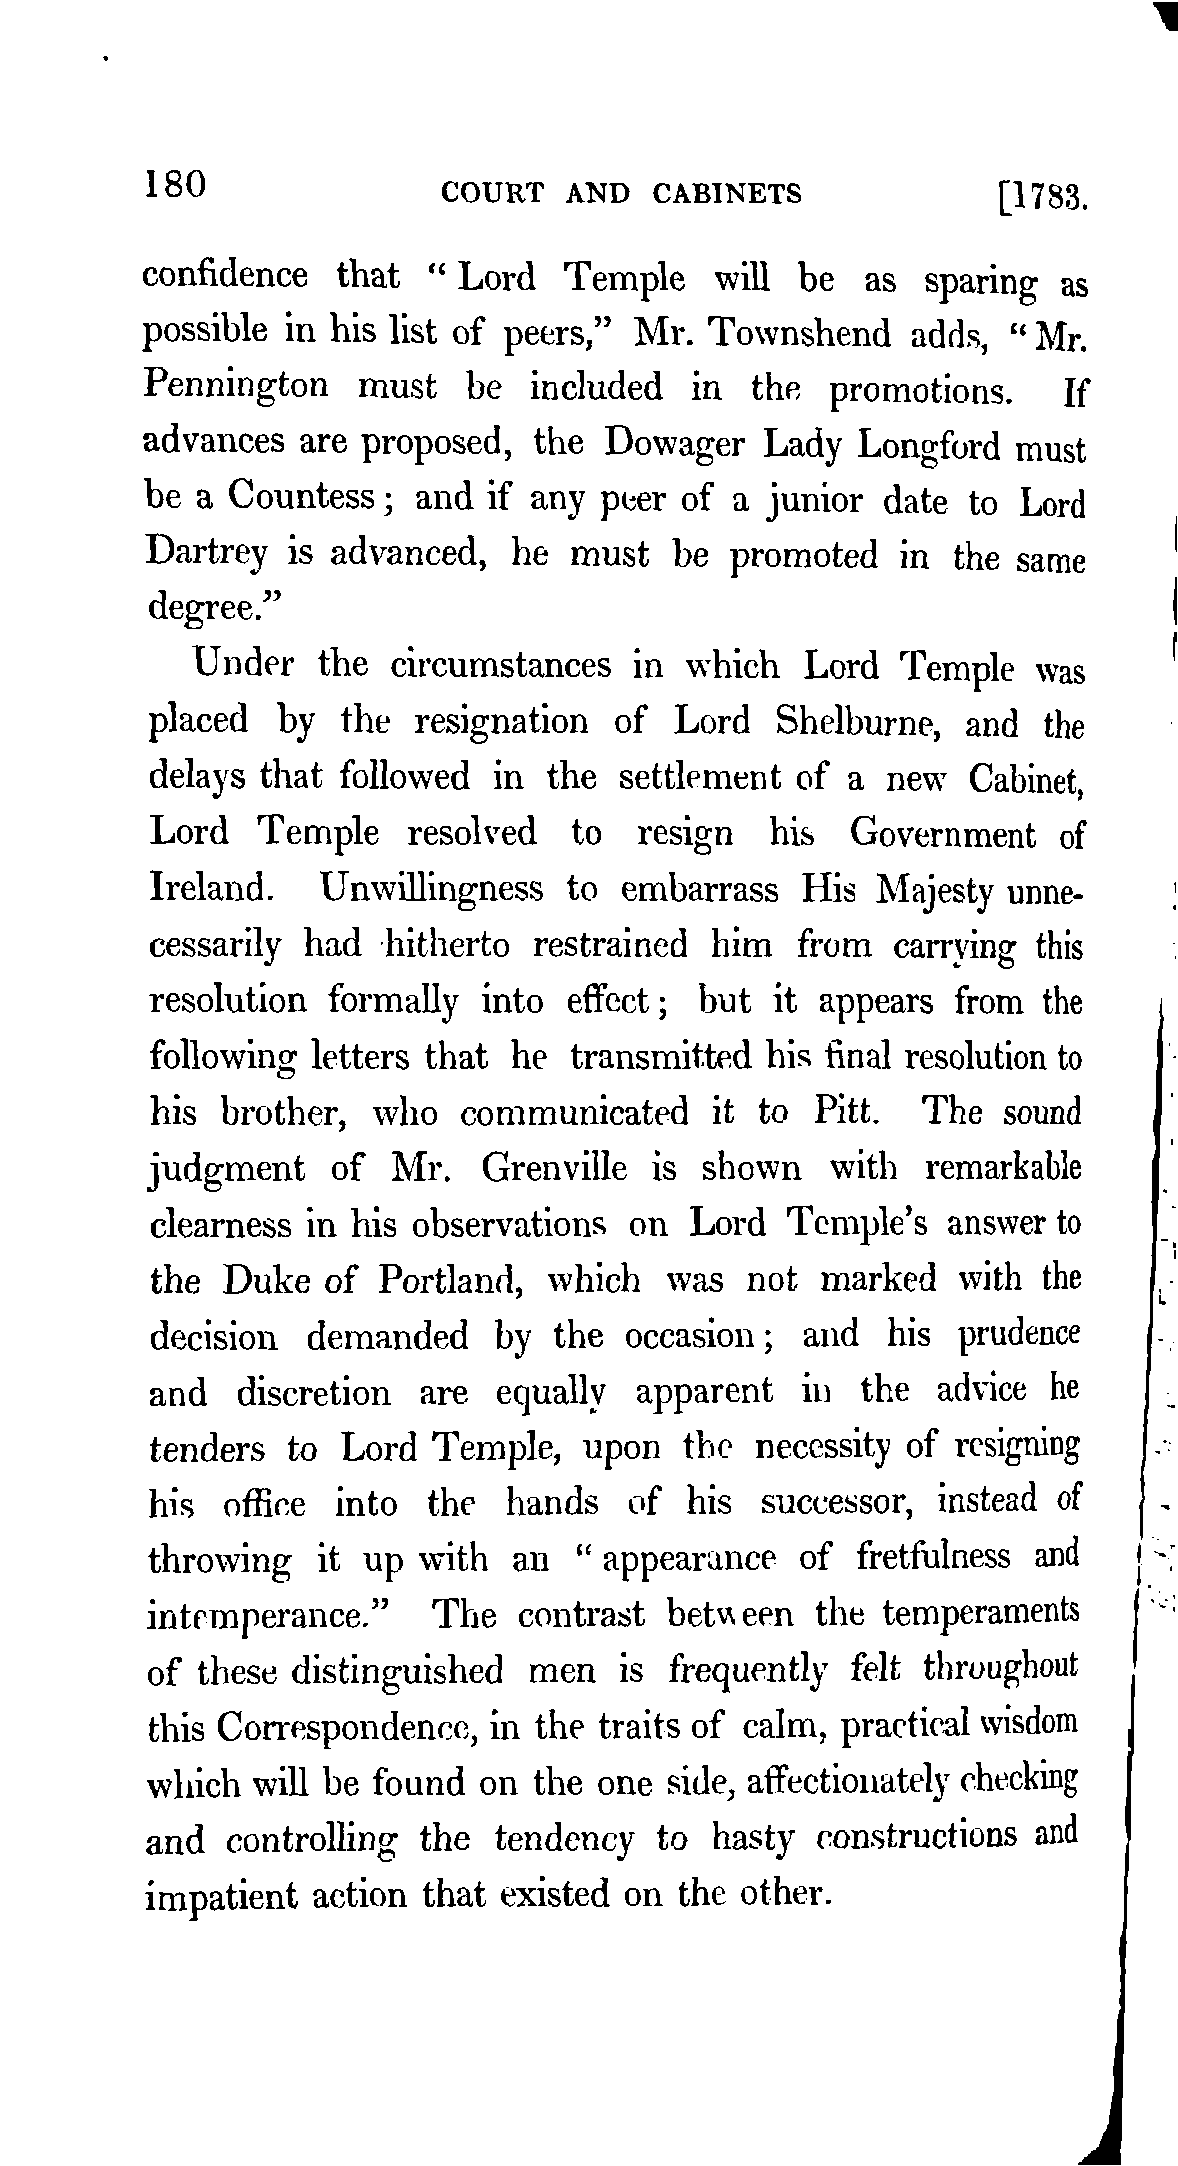 180 COURT AND CABINETS [1783.
confidence that “ Lord Temple will be as sparing as
possible in his list of peers,” Mr. Townshend adds, “ Mr.
Pennington must be included in the promotions. If
advances are proposed, the Dowager Lady Longford must
be a Countess ; and if any peer of a junior date to Lord
Dartrey is advanced, he must be promoted in the same
degree.”
Under the circumstances in which Lord Temple was
placed by the resignation of Lord Shelburne, and the
delays that followed in the settlement of a new Cabinet,
Lord Temple resolved to resign his Government of
Ireland. Unwillingness to embarrass His Majesty unne-
cessarily had hitherto restrained him from carrying this
resolution formally into effect ; but it appears from the
following letters that he transmitted his final resolution to
his brother, who communicated it to Pitt. The sound
judgment of Mr. Grenville is shown with remarkable
clearness in his observations on Lord Temple’s answer to
the Duke of Portland, which was not marked with the
decision demanded by the occasion ; and his prudence
and discretion are equally apparent in the advice he
tenders to Lord Temple, upon the necessity of resigning
his office into the hands of his successor, instead of
throwing it up with an “ appearance of fretfulness and
intemperance.” The contrast between the temperaments
of these distinguished men is frequently felt throughout
this Correspondence, in the traits of calm, practical wisdom
which will be found on the one side, affectionately checking
and controlling the tendency to hasty constructions and
impatient action that existed on the other.